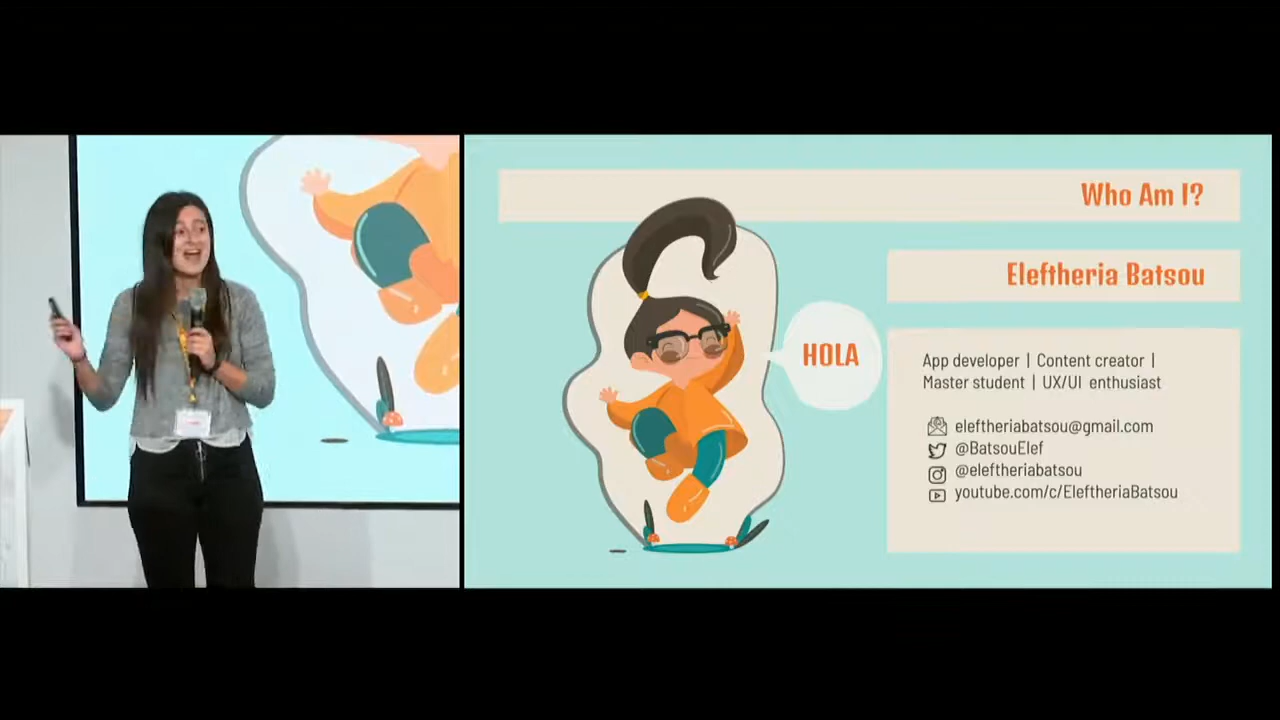 Who Am I?
Eleftheria Batsou
HOLA
App developer | Content creator |
Master student | UX/UI enthusiast
eleftheriabatsou@gmail.com
@BatsouElef
@eleftheriabatsou
youtube.com/c/EleftheriaBatsou